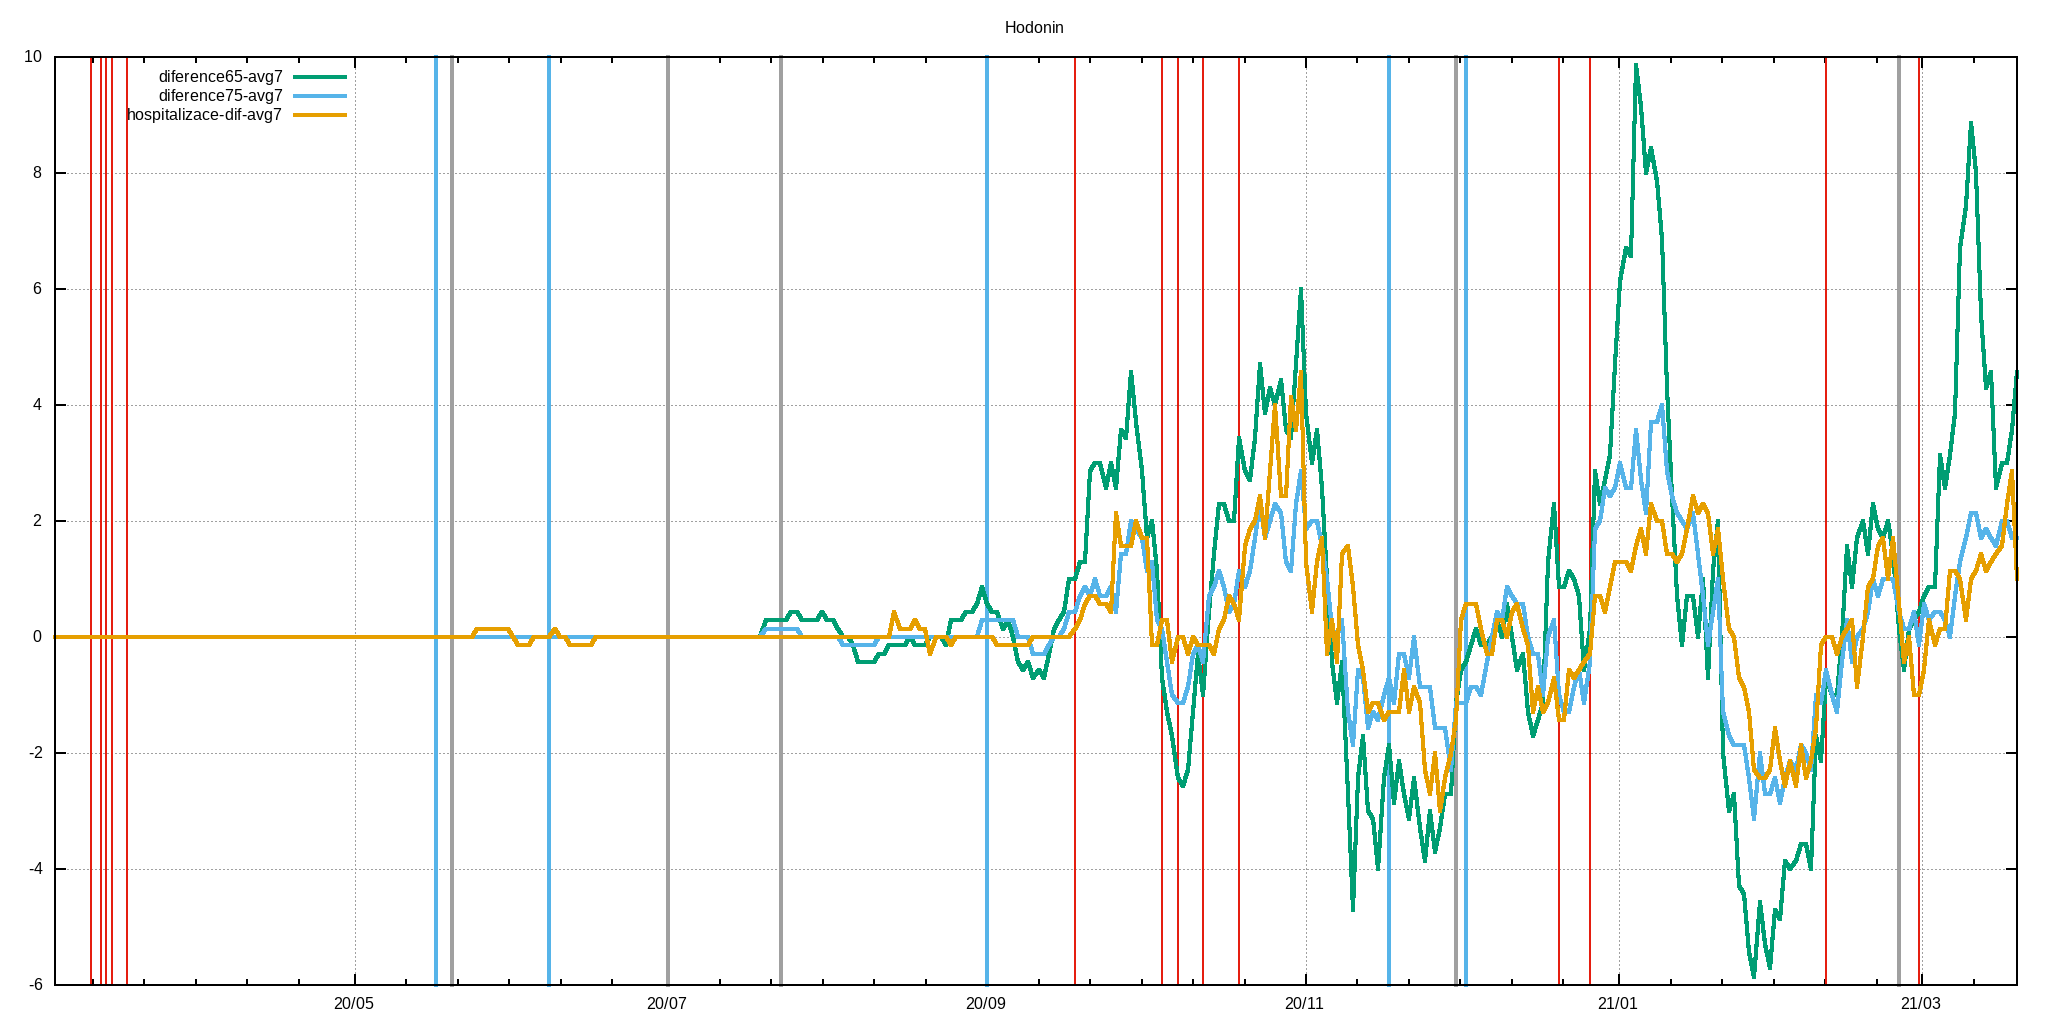 Hodonin
diference65-avg7
diference75-avg7
hospitalizace-dif-avg7
10
8
6
4
2
0
-2
-4
-6
20/05 20/07 20/09 20/11 21/01 21/03